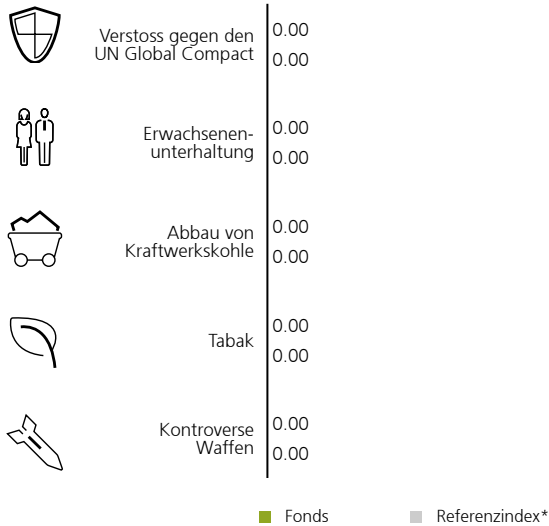 Verstoss gegen den
UN Global Compact
0.00
0.00
Erwachsenen-
unterhaltung
0.00
0.00
Abbau von
Kraftwerkskohle
0.00
0.00
Tabak
0.00
0.00
Kontroverse
Waffen
0.00
0.00
Fonds
Referenzindex*